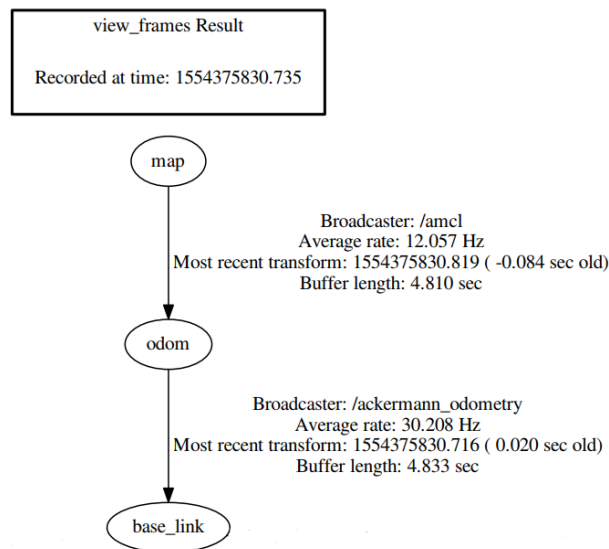 view_frames Result
Recorded at time: 1554375830.735
map
Broadcaster: /amcl
Average rate: 12.057 Hz
Most recent transform: 1554375830.819 ( -0.084 sec old)
Buffer length: 4.810 sec
odom
Broadcaster: /ackermann_odometry
Average rate: 30.208 Hz
Most recent transform: 1554375830.716 ( 0.020 sec old)
Buffer length: 4.833 sec
base_link